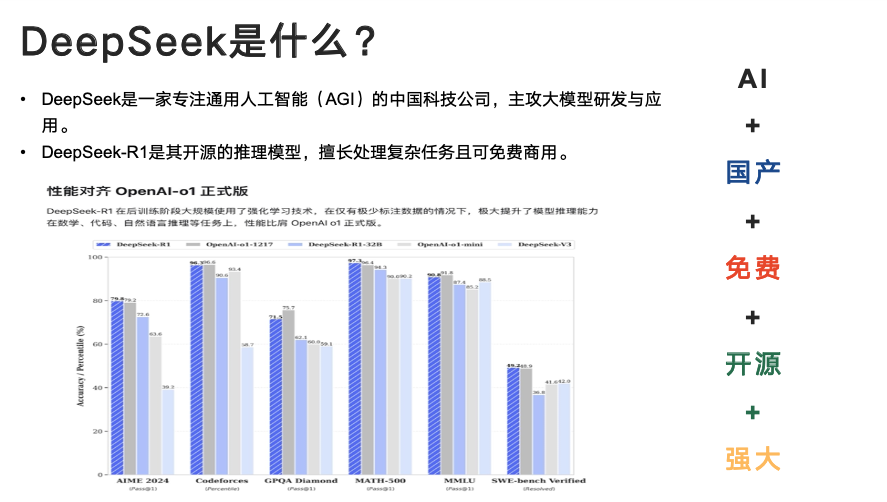 DeepSeek是什么？
• DeepSeek是一家专注通用人工智能（AGI）的中国科技公司，主攻大模型研发与应
用。
• DeepSeek-R1是其开源的推理模型，擅长处理复杂任务且可免费商用。
性能对齐 OpenAI-o1 正式版
DeepSeek-R1 在后训练阶段大规模使用了强化学习技术，在仅有极少标注数据的情况下，极大提升了模型推理能力
在数学、代码、自然语言推理等任务上，性能比肩 OpenAI o1 正式版。
DeepSeek-R1 OpenAI-o1-1217 DeepSeek-R1-32B OpenAI-o1-mini DeepSeek-V3
Accuracy / Percentile (%)
100
80
60
40
20
0
79.8 79.2 72.6 63.6 39.2
96.3 96.6 90.6 93.4 58.7
71.5 75.7 62.1 60.0 59.1
97.3 96.4 94.3 90.0 90.2
90.8 91.8 87.4 85.2 88.5
49.2 48.9 36.8 41.6 42.0
AIME 2024 Codeforces GPQA Diamond MATH-500 MMLU SWE-bench Verified
(Pass@1) (Percentile) (Pass@1) (Pass@1) (Pass@1) (Resolved)
AI
+
国产
+
免费
+
开源
+
强大